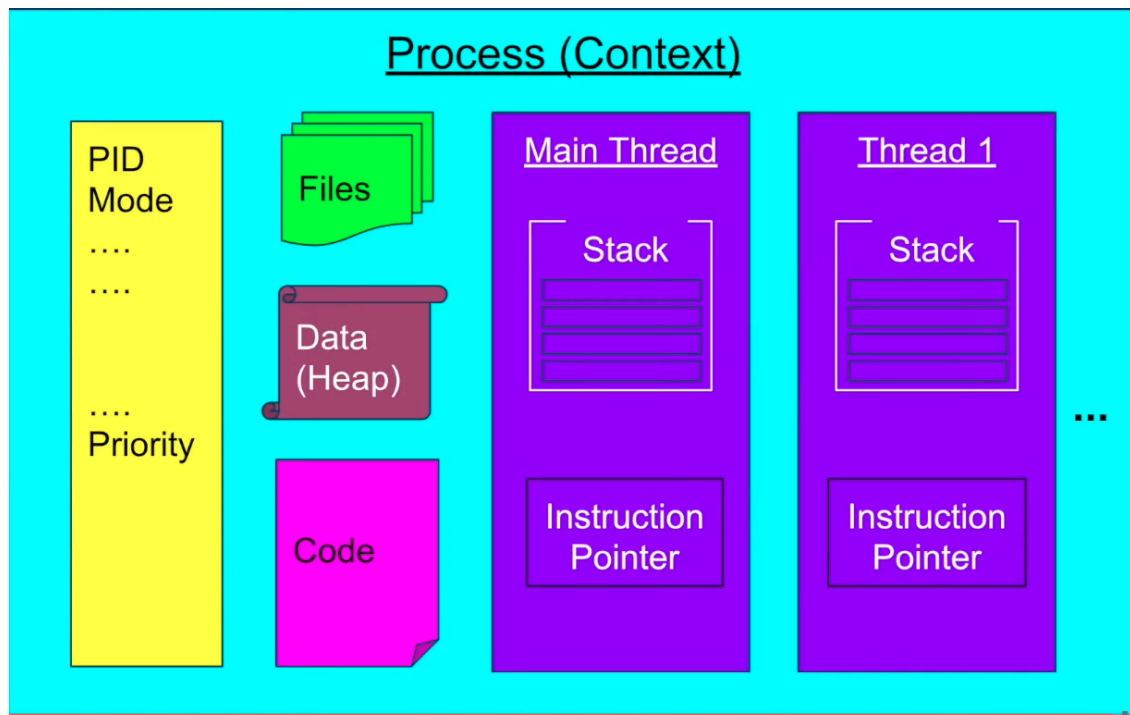 Process (Context)
PID
Mode
....
....
....
Priority
Files
Data
(Heap)
Code
Main Thread
Stack
Instruction
Pointer
Thread 1
Stack
Instruction
Pointer
...